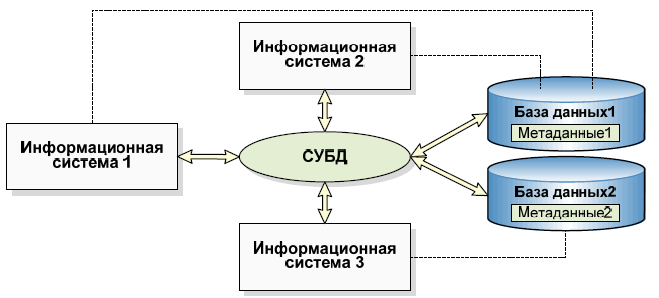 Информационная
система 2
База данных1
Метаданные1
Информационная
система 1
СУБД
База данных2
Метаданные2
Информационная
система 3